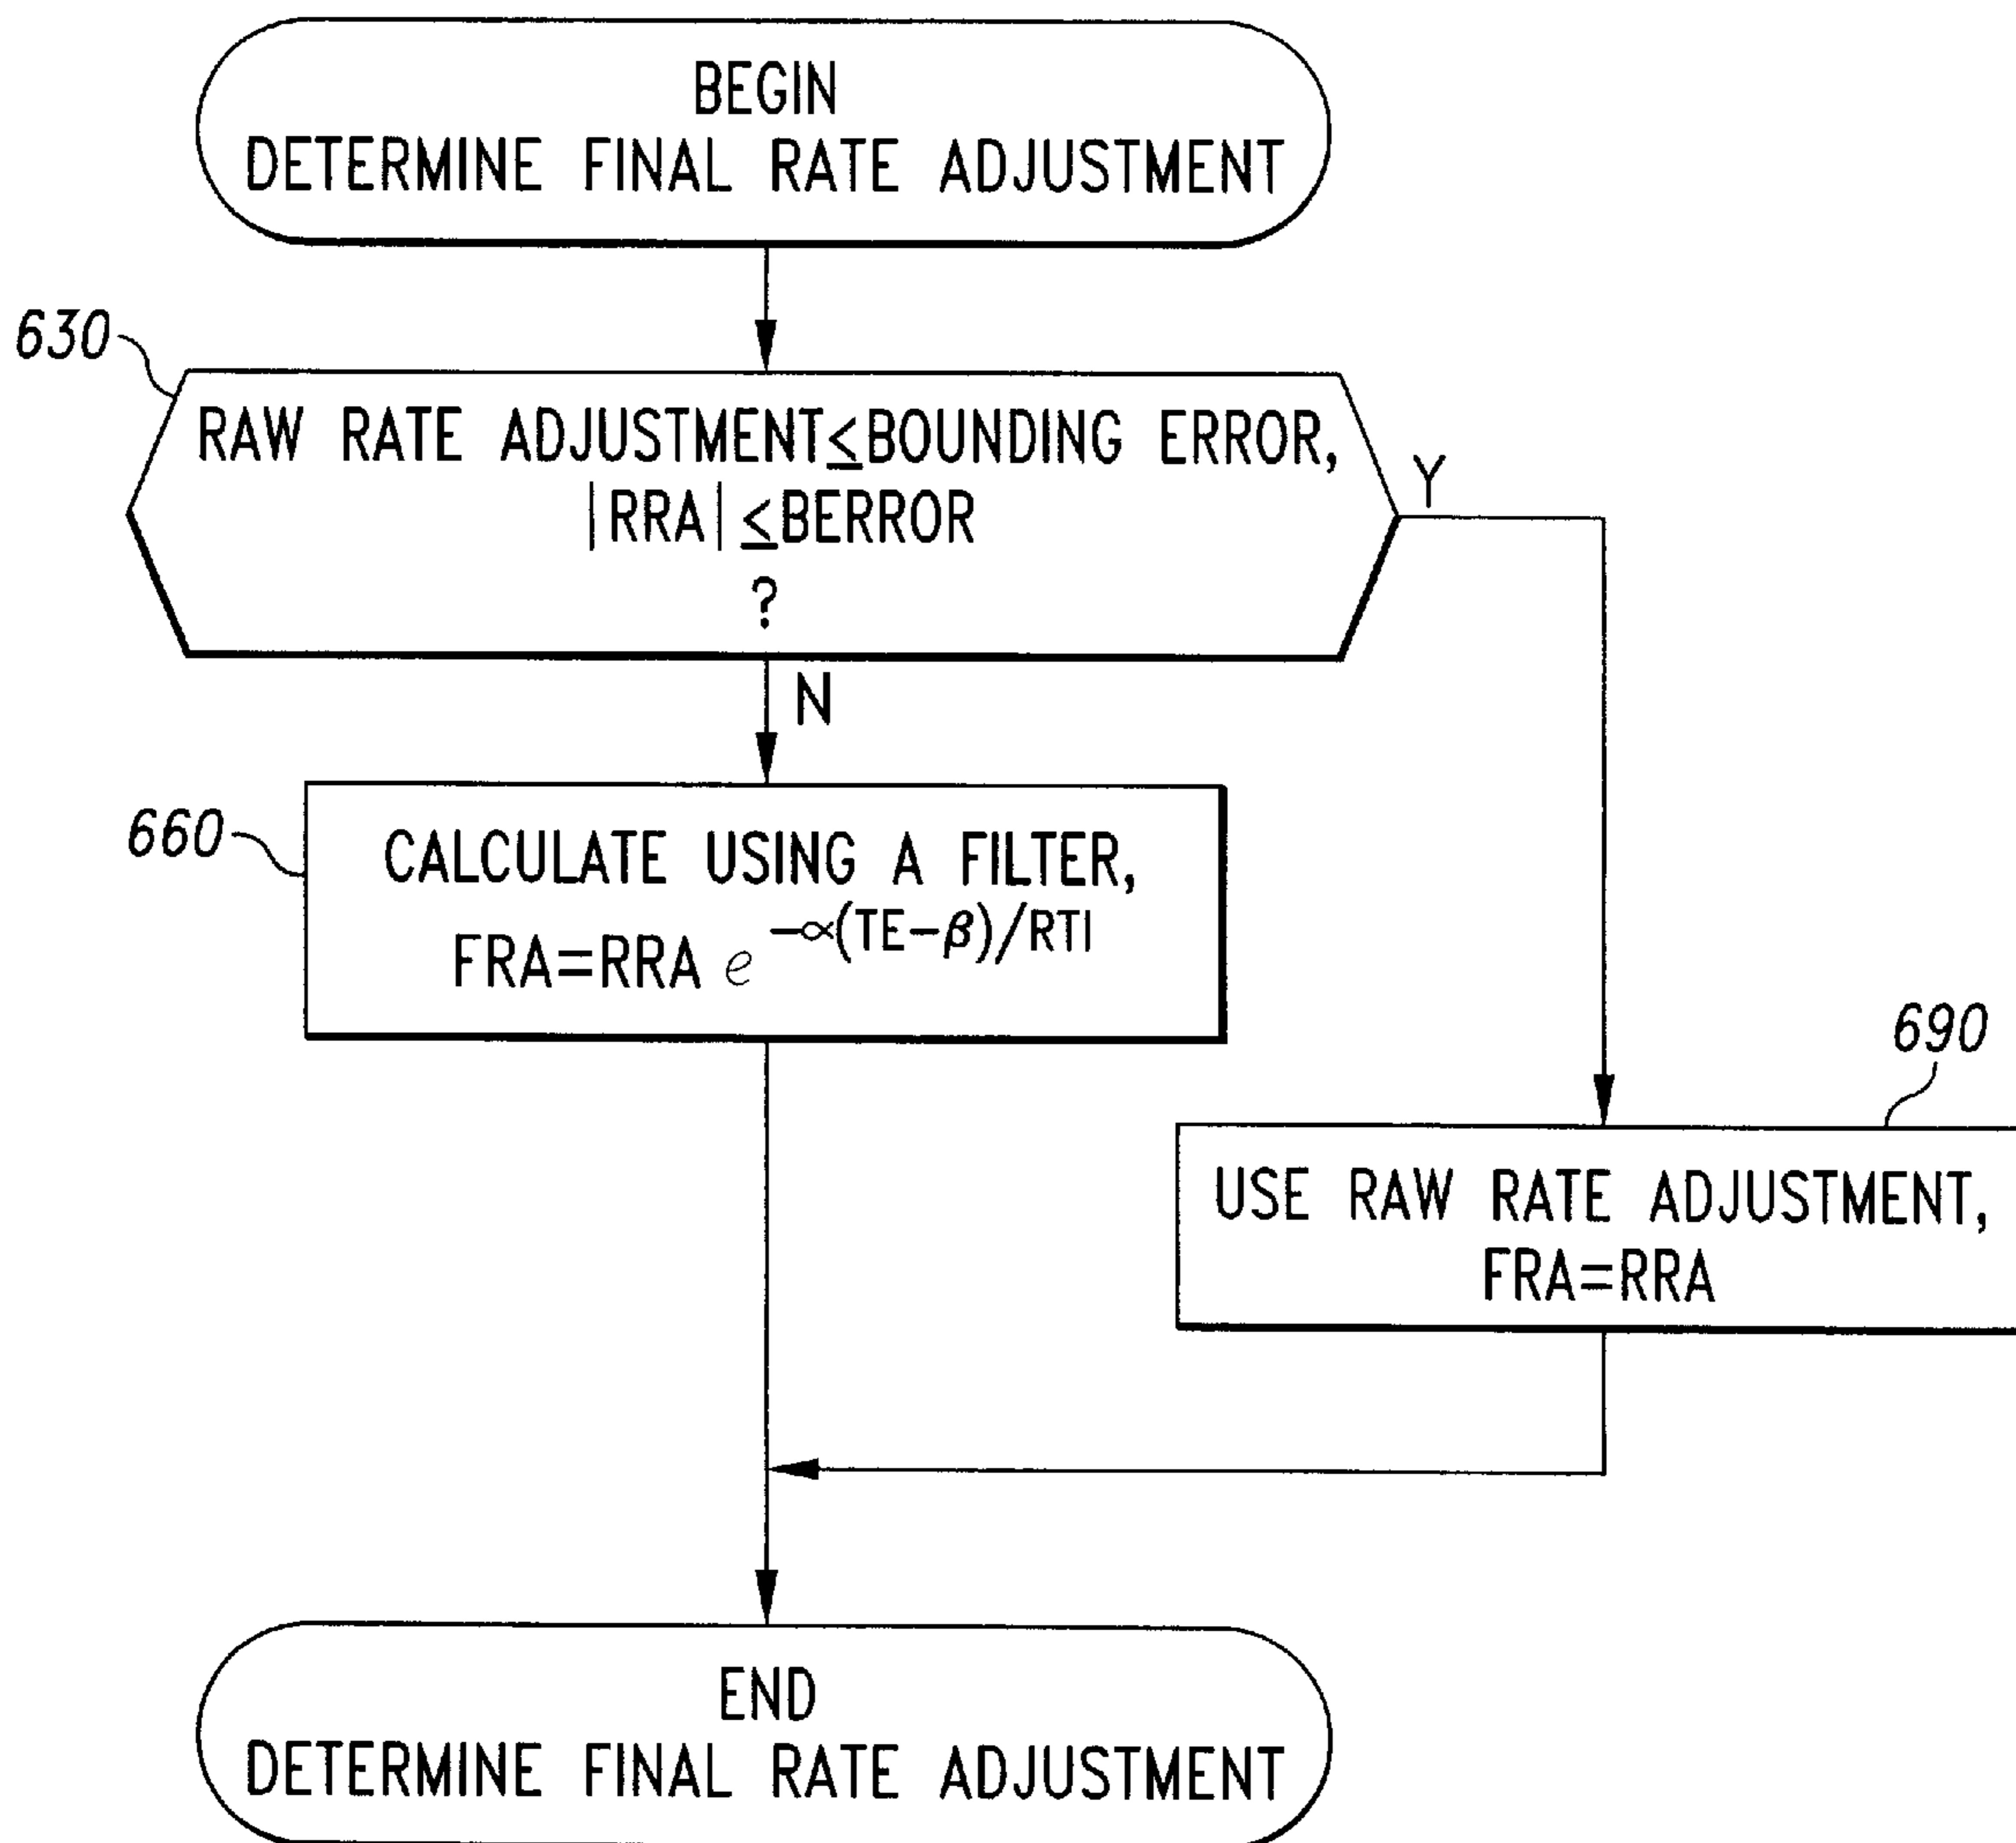 BEGIN
DETERMINE FINAL RATE ADJUSTMENT
630
RAW RATE ADJUSTMENT≤BOUNDING ERROR,
|RRA|≤BERROR
?
Y
N
660
CALCULATE USING A FILTER,
FRA=RRA e^-∝(TE-β)/RTI
690
USE RAW RATE ADJUSTMENT,
FRA=RRA
END
DETERMINE FINAL RATE ADJUSTMENT